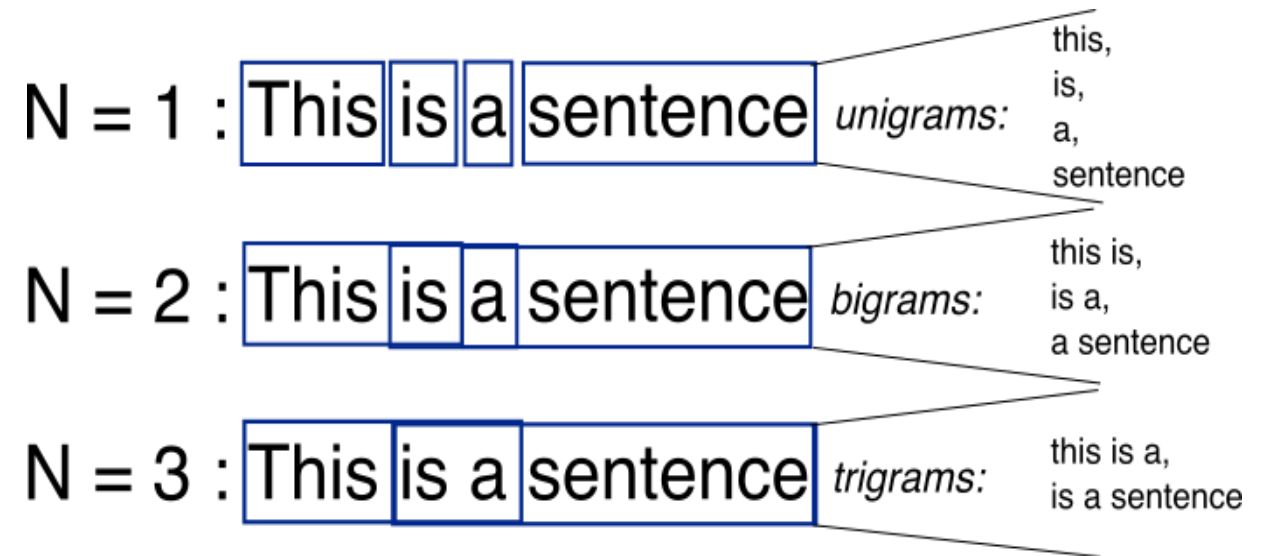 N = 1 : This is a sentence unigrams:
this,
is,
a,
sentence
N = 2 : This is a sentence bigrams:
this is,
is a,
a sentence
N = 3 : This is a sentence trigrams:
this is a,
is a sentence